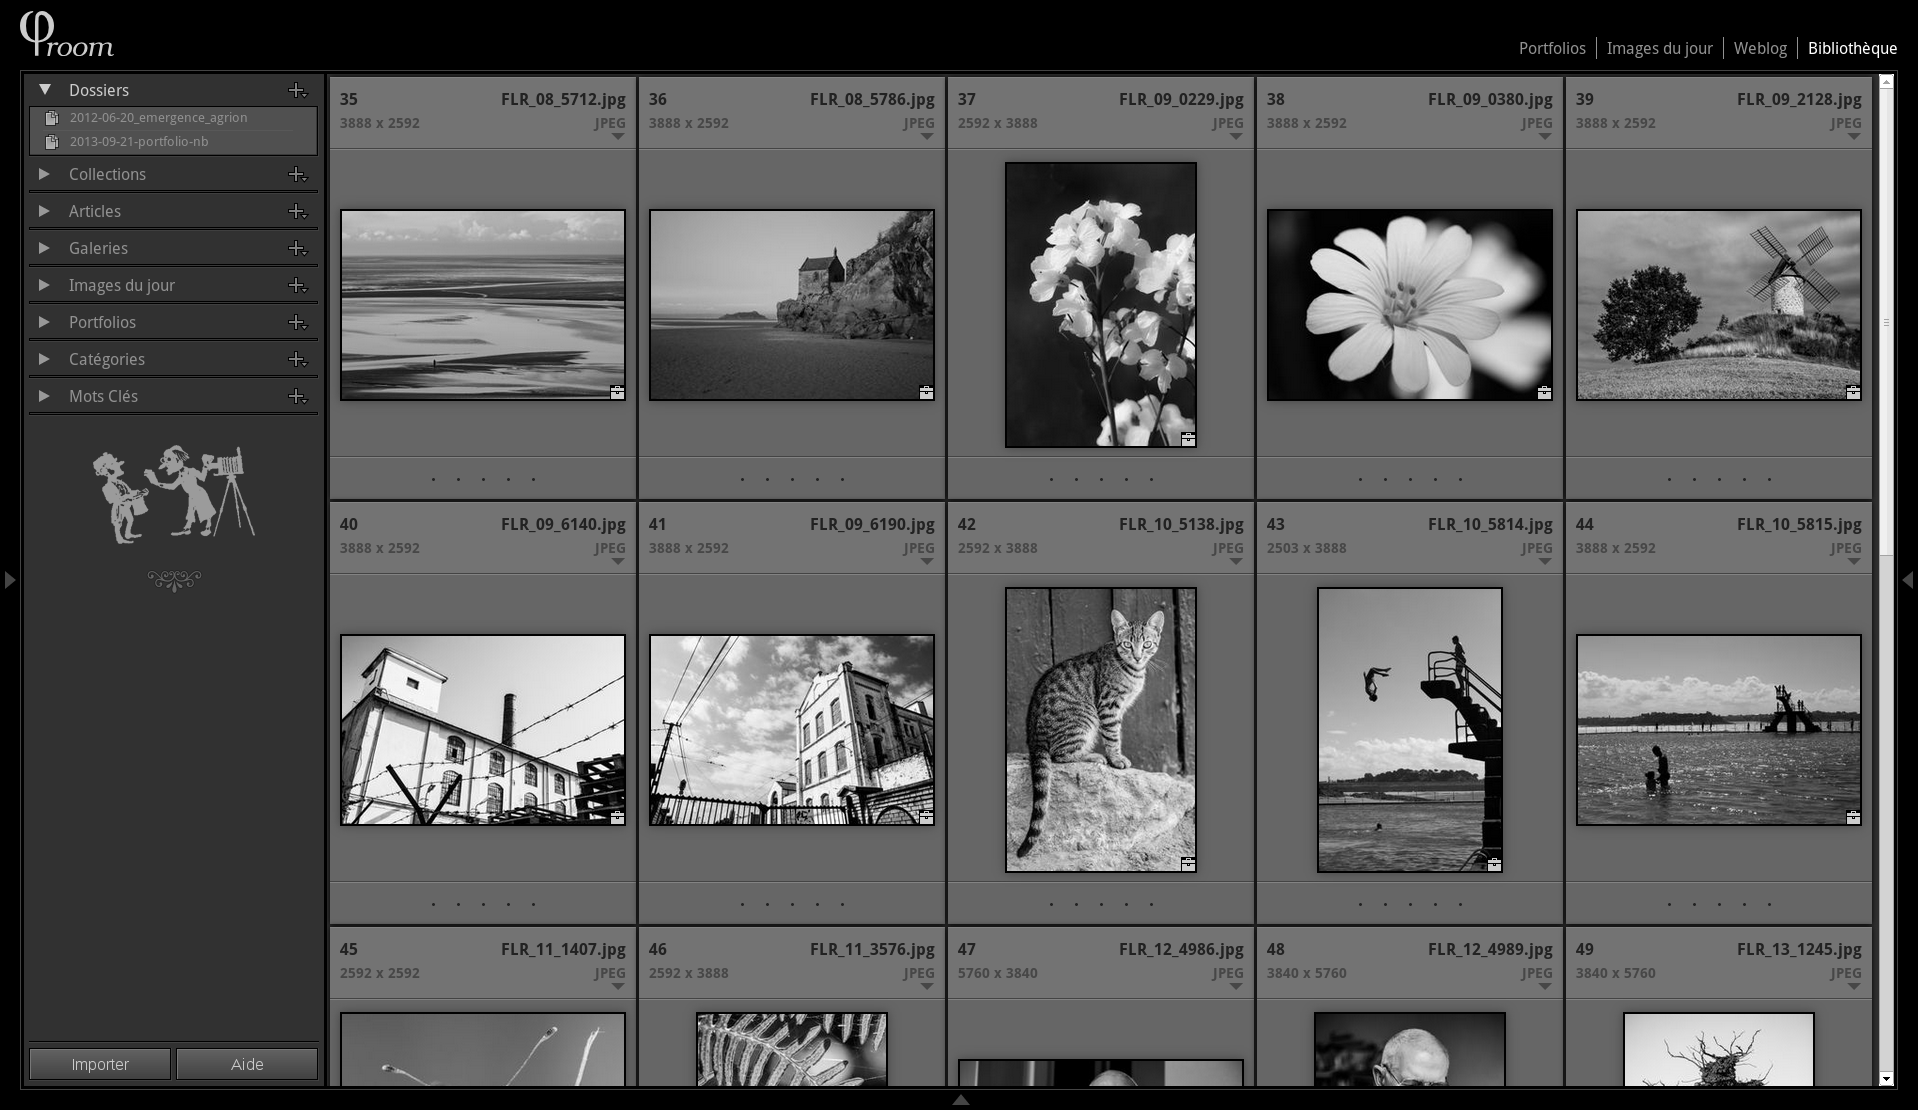 φroom
Portfolios
Images du jour
Weblog
Bibliothèque
Dossiers
2012-06-20_emergence_agrion
2013-09-21-portfolio-nb
Collections
Articles
Galeries
Images du jour
Portfolios
Catégories
Mots Clés
Importer
Aide
35 FLR_08_5712.jpg
3888 x 2592 JPEG
36 FLR_08_5786.jpg
3888 x 2592 JPEG
37 FLR_09_0229.jpg
2592 x 3888 JPEG
38 FLR_09_0380.jpg
3888 x 2592 JPEG
39 FLR_09_2128.jpg
3888 x 2592 JPEG
40 FLR_09_6140.jpg
3888 x 2592 JPEG
41 FLR_09_6190.jpg
3888 x 2592 JPEG
42 FLR_10_5138.jpg
2592 x 3888 JPEG
43 FLR_10_5814.jpg
2503 x 3888 JPEG
44 FLR_10_5815.jpg
3888 x 2592 JPEG
45 FLR_11_1407.jpg
2592 x 2592 JPEG
46 FLR_11_3576.jpg
2592 x 3888 JPEG
47 FLR_12_4986.jpg
5760 x 3840 JPEG
48 FLR_12_4989.jpg
3840 x 5760 JPEG
49 FLR_13_1245.jpg
3840 x 5760 JPEG